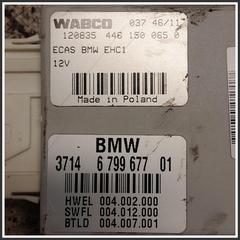 WABCO 037 46/11
120835 446 150 065 0
ECAS BMW EHC1
12V
Made in Poland
BMW
3714 6 799 677 01
HWEL 004.002.000
SWFL 004.012.000
BTLD 004.007.001